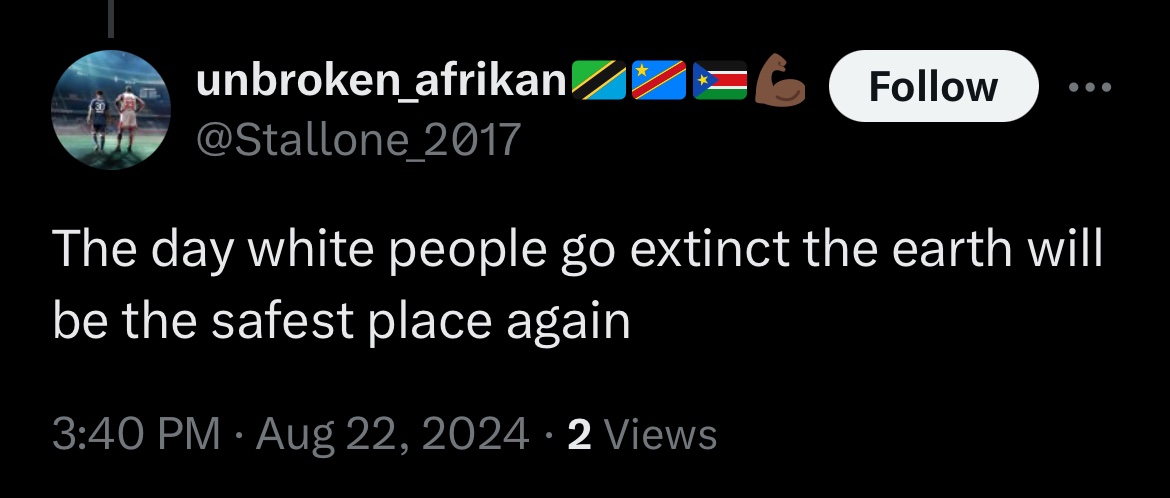 unbroken_afrikan🇹🇿🇨🇩🇸🇸💪🏾
Follow
@Stallone_2017
The day white people go extinct the earth will
be the safest place again
3:40 PM · Aug 22, 2024 · 2 Views